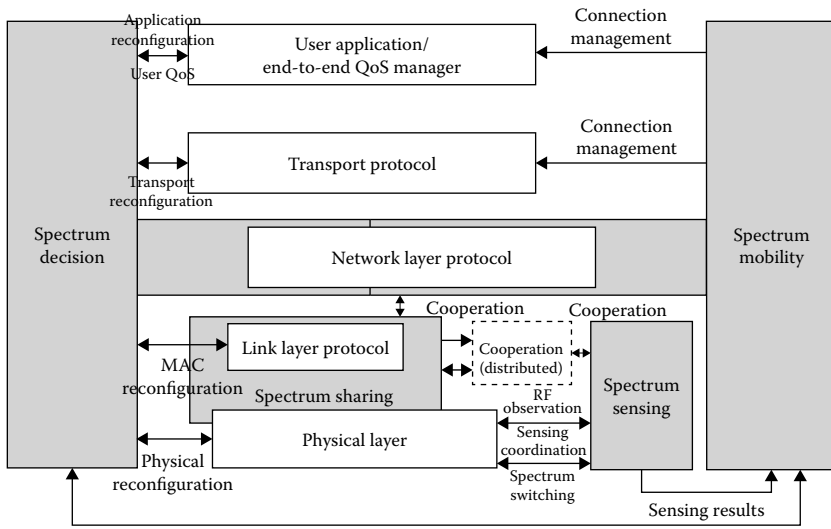 Application
reconfiguration
User QoS
User application/
end-to-end QoS manager
Connection
management
Transport
reconfiguration
Transport protocol
Connection
management
Spectrum
decision
Network layer protocol
Spectrum
mobility
Cooperation
Cooperation
MAC
reconfiguration
Link layer protocol
Spectrum sharing
Cooperation
(distributed)
Spectrum
sensing
RF
observation
Sensing
coordination
Spectrum
switching
Physical layer
Physical
reconfiguration
Sensing results